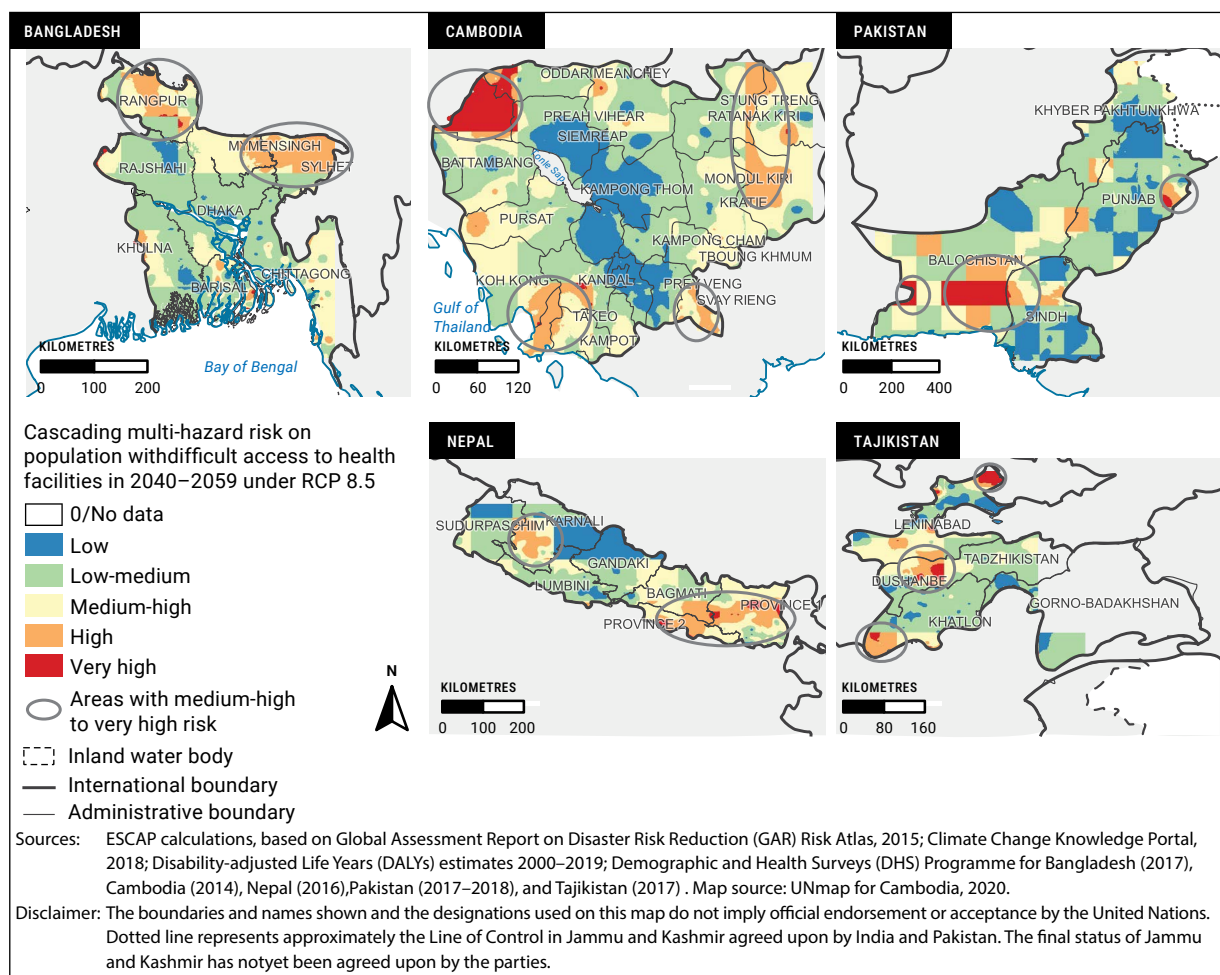 BANGLADESH
RANGPUR
MYMENSINGH
RAJSHAHI
SYLHET
DHAKA
KHULNA
CHITTAGONG
BARISAL
KILOMETRES
0 100 200
Bay of Bengal
CAMBODIA
ODDAR MEANCHEY
STUNG TRENG
PREAH VIHEAR
RATANAK KIRI
SIEMREAP
BATTAMBANG
onle Sap
KAMPONG THOM
MONDUL KIRI
KRATIE
PURSAT
KAMPONG CHAM
TBOUNG KHMUM
KOH KONG
KANDAL
PREY VENG
SVAY RIENG
Gulf of
Thailand
TAKEO
KAMPOT
KILOMETRES
0 60 120
PAKISTAN
KHYBER PAKHTUNKHWA
PUNJAB
BALOCHISTAN
SINDH
KILOMETRES
0 200 400
Cascading multi-hazard risk on
population withdifficult access to health
facilities in 2040–2059 under RCP 8.5
0/No data
Low
Low-medium
Medium-high
High
Very high
Areas with medium-high
to very high risk
Inland water body
International boundary
Administrative boundary
N
NEPAL
SUDURPASCHIM
KARNALI
GANDAKI
LUMBINI
BAGMATI
PROVINCE 1
PROVINCE 2
KILOMETRES
0 100 200
TAJIKISTAN
LENINABAD
TADZHIKISTAN
DUSHANBE
GORNO-BADAKHSHAN
KHATLON
KILOMETRES
0 80 160
Sources: ESCAP calculations, based on Global Assessment Report on Disaster Risk Reduction (GAR) Risk Atlas, 2015; Climate Change Knowledge Portal,
2018; Disability-adjusted Life Years (DALYs) estimates 2000–2019; Demographic and Health Surveys (DHS) Programme for Bangladesh (2017),
Cambodia (2014), Nepal (2016),Pakistan (2017–2018), and Tajikistan (2017) . Map source: UNmap for Cambodia, 2020.
Disclaimer: The boundaries and names shown and the designations used on this map do not imply official endorsement or acceptance by the United Nations.
Dotted line represents approximately the Line of Control in Jammu and Kashmir agreed upon by India and Pakistan. The final status of Jammu
and Kashmir has notyet been agreed upon by the parties.